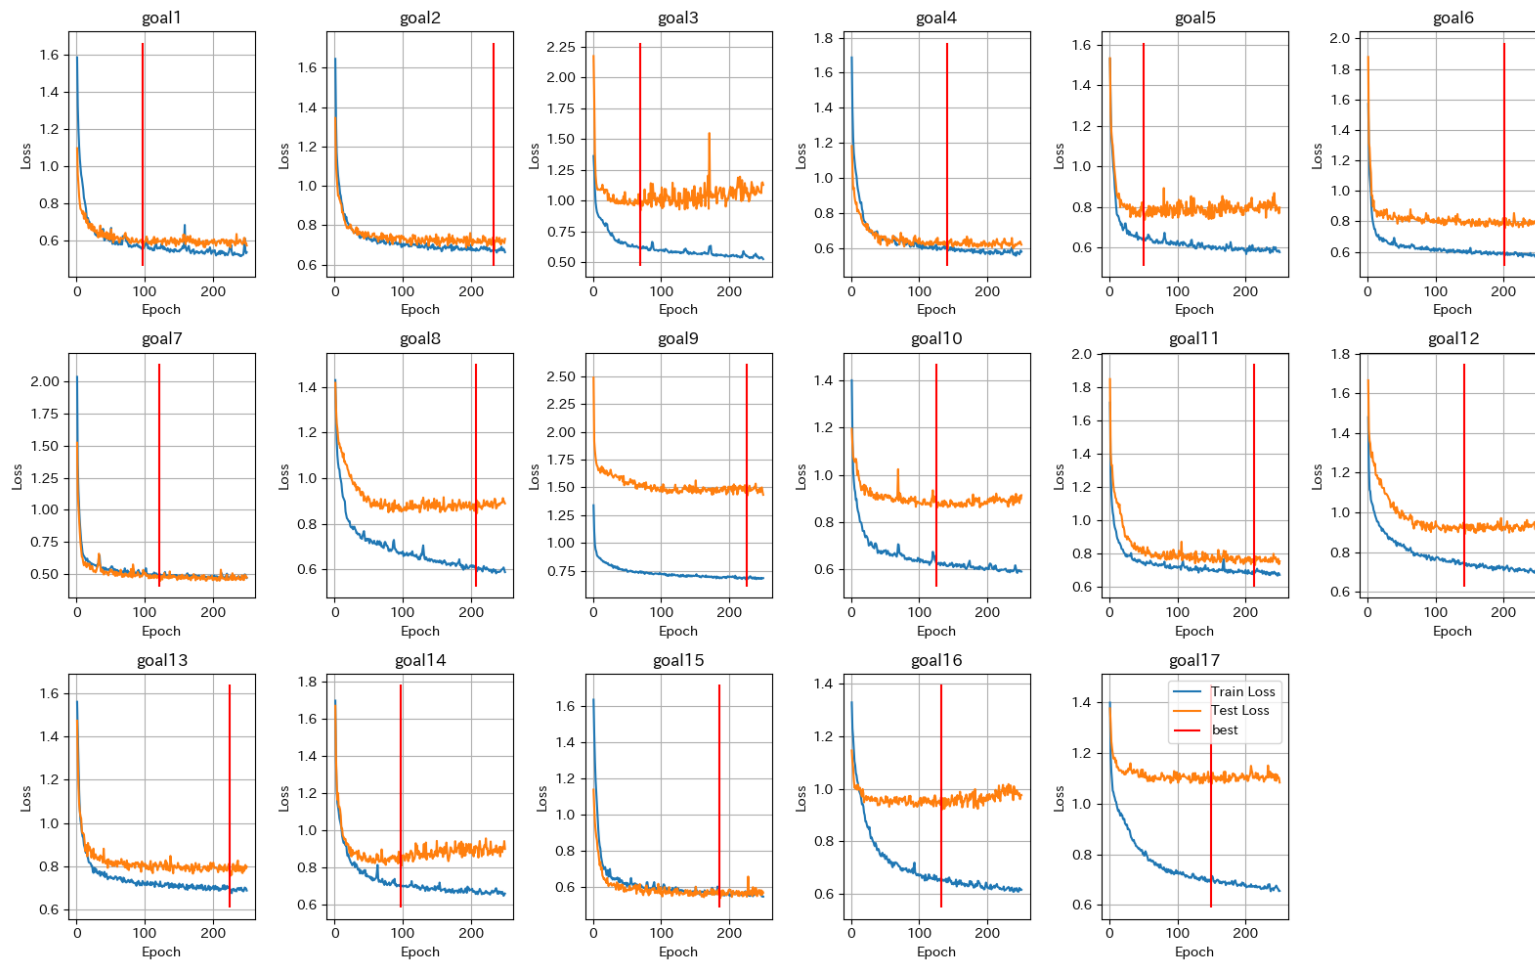 goal1 goal2 goal3 goal4 goal5 goal6
1.6 1.4 1.2 1.0 0.8 0.6
Loss
0 100 200
Epoch
1.6 1.4 1.2 1.0 0.8 0.6
Loss
0 100 200
Epoch
2.25 2.00 1.75 1.50 1.25 1.00 0.75 0.50
Loss
0 100 200
Epoch
1.8 1.6 1.4 1.2 1.0 0.8 0.6
Loss
0 100 200
Epoch
1.6 1.4 1.2 1.0 0.8 0.6
Loss
0 100 200
Epoch
2.0 1.8 1.6 1.4 1.2 1.0 0.8 0.6
Loss
0 100 200
Epoch
goal7 goal8 goal9 goal10 goal11 goal12
2.00 1.75 1.50 1.25 1.00 0.75 0.50
Loss
0 100 200
Epoch
1.4 1.2 1.0 0.8 0.6
Loss
0 100 200
Epoch
2.50 2.25 2.00 1.75 1.50 1.25 1.00 0.75
Loss
0 100 200
Epoch
1.4 1.2 1.0 0.8 0.6
Loss
0 100 200
Epoch
2.0 1.8 1.6 1.4 1.2 1.0 0.8 0.6
Loss
0 100 200
Epoch
1.8 1.6 1.4 1.2 1.0 0.8 0.6
Loss
0 100 200
Epoch
goal13 goal14 goal15 goal16 goal17
1.6 1.4 1.2 1.0 0.8 0.6
Loss
0 100 200
Epoch
1.8 1.6 1.4 1.2 1.0 0.8 0.6
Loss
0 100 200
Epoch
1.6 1.4 1.2 1.0 0.8 0.6
Loss
0 100 200
Epoch
1.4 1.2 1.0 0.8 0.6
Loss
0 100 200
Epoch
1.4 1.2 1.0 0.8 0.6
Loss
0 100 200
Epoch
Train Loss
Test Loss
best